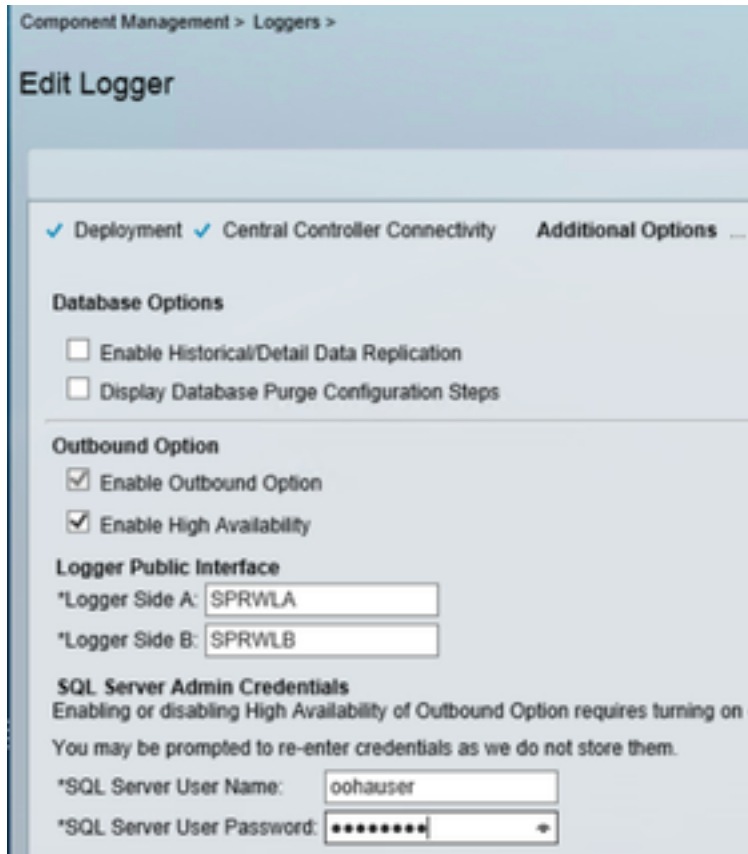 Component Management > Loggers >
Edit Logger
Deployment Central Controller Connectivity Additional Options ...
Database Options
Enable Historical/Detail Data Replication
Display Database Purge Configuration Steps
Outbound Option
Enable Outbound Option
Enable High Availability
Logger Public Interface
*Logger Side A: SPRWLA
*Logger Side B: SPRWLB
SQL Server Admin Credentials
Enabling or disabling High Availability of Outbound Option requires turning on
You may be prompted to re-enter credentials as we do not store them.
*SQL Server User Name: oohauser
*SQL Server User Password: ••••••••